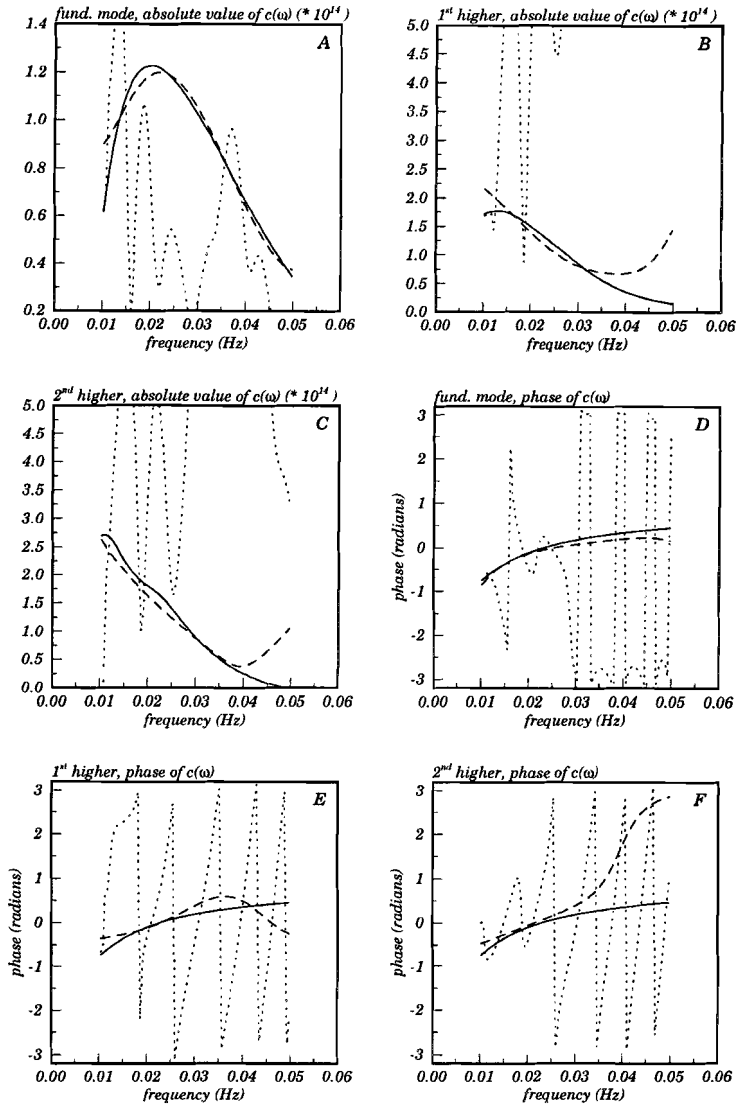 fund. mode, absolute value of c(ω) (* 10¹⁴)
A
1.4
1.2
1.0
0.8
0.6
0.4
0.2
0.00 0.01 0.02 0.03 0.04 0.05 0.06
frequency (Hz)
1ˢᵗ higher, absolute value of c(ω) (* 10¹⁴)
B
5.0
4.5
4.0
3.5
3.0
2.5
2.0
1.5
1.0
0.5
0.0
0.00 0.01 0.02 0.03 0.04 0.05 0.06
frequency (Hz)
2ⁿᵈ higher, absolute value of c(ω) (* 10¹⁴)
C
5.0
4.5
4.0
3.5
3.0
2.5
2.0
1.5
1.0
0.5
0.0
0.00 0.01 0.02 0.03 0.04 0.05 0.06
frequency (Hz)
fund. mode, phase of c(ω)
D
phase (radians)
3
2
1
0
-1
-2
-3
0.00 0.01 0.02 0.03 0.04 0.05 0.06
frequency (Hz)
1ˢᵗ higher, phase of c(ω)
E
phase (radians)
3
2
1
0
-1
-2
-3
0.00 0.01 0.02 0.03 0.04 0.05 0.06
frequency (Hz)
2ⁿᵈ higher, phase of c(ω)
F
phase (radians)
3
2
1
0
-1
-2
-3
0.00 0.01 0.02 0.03 0.04 0.05 0.06
frequency (Hz)